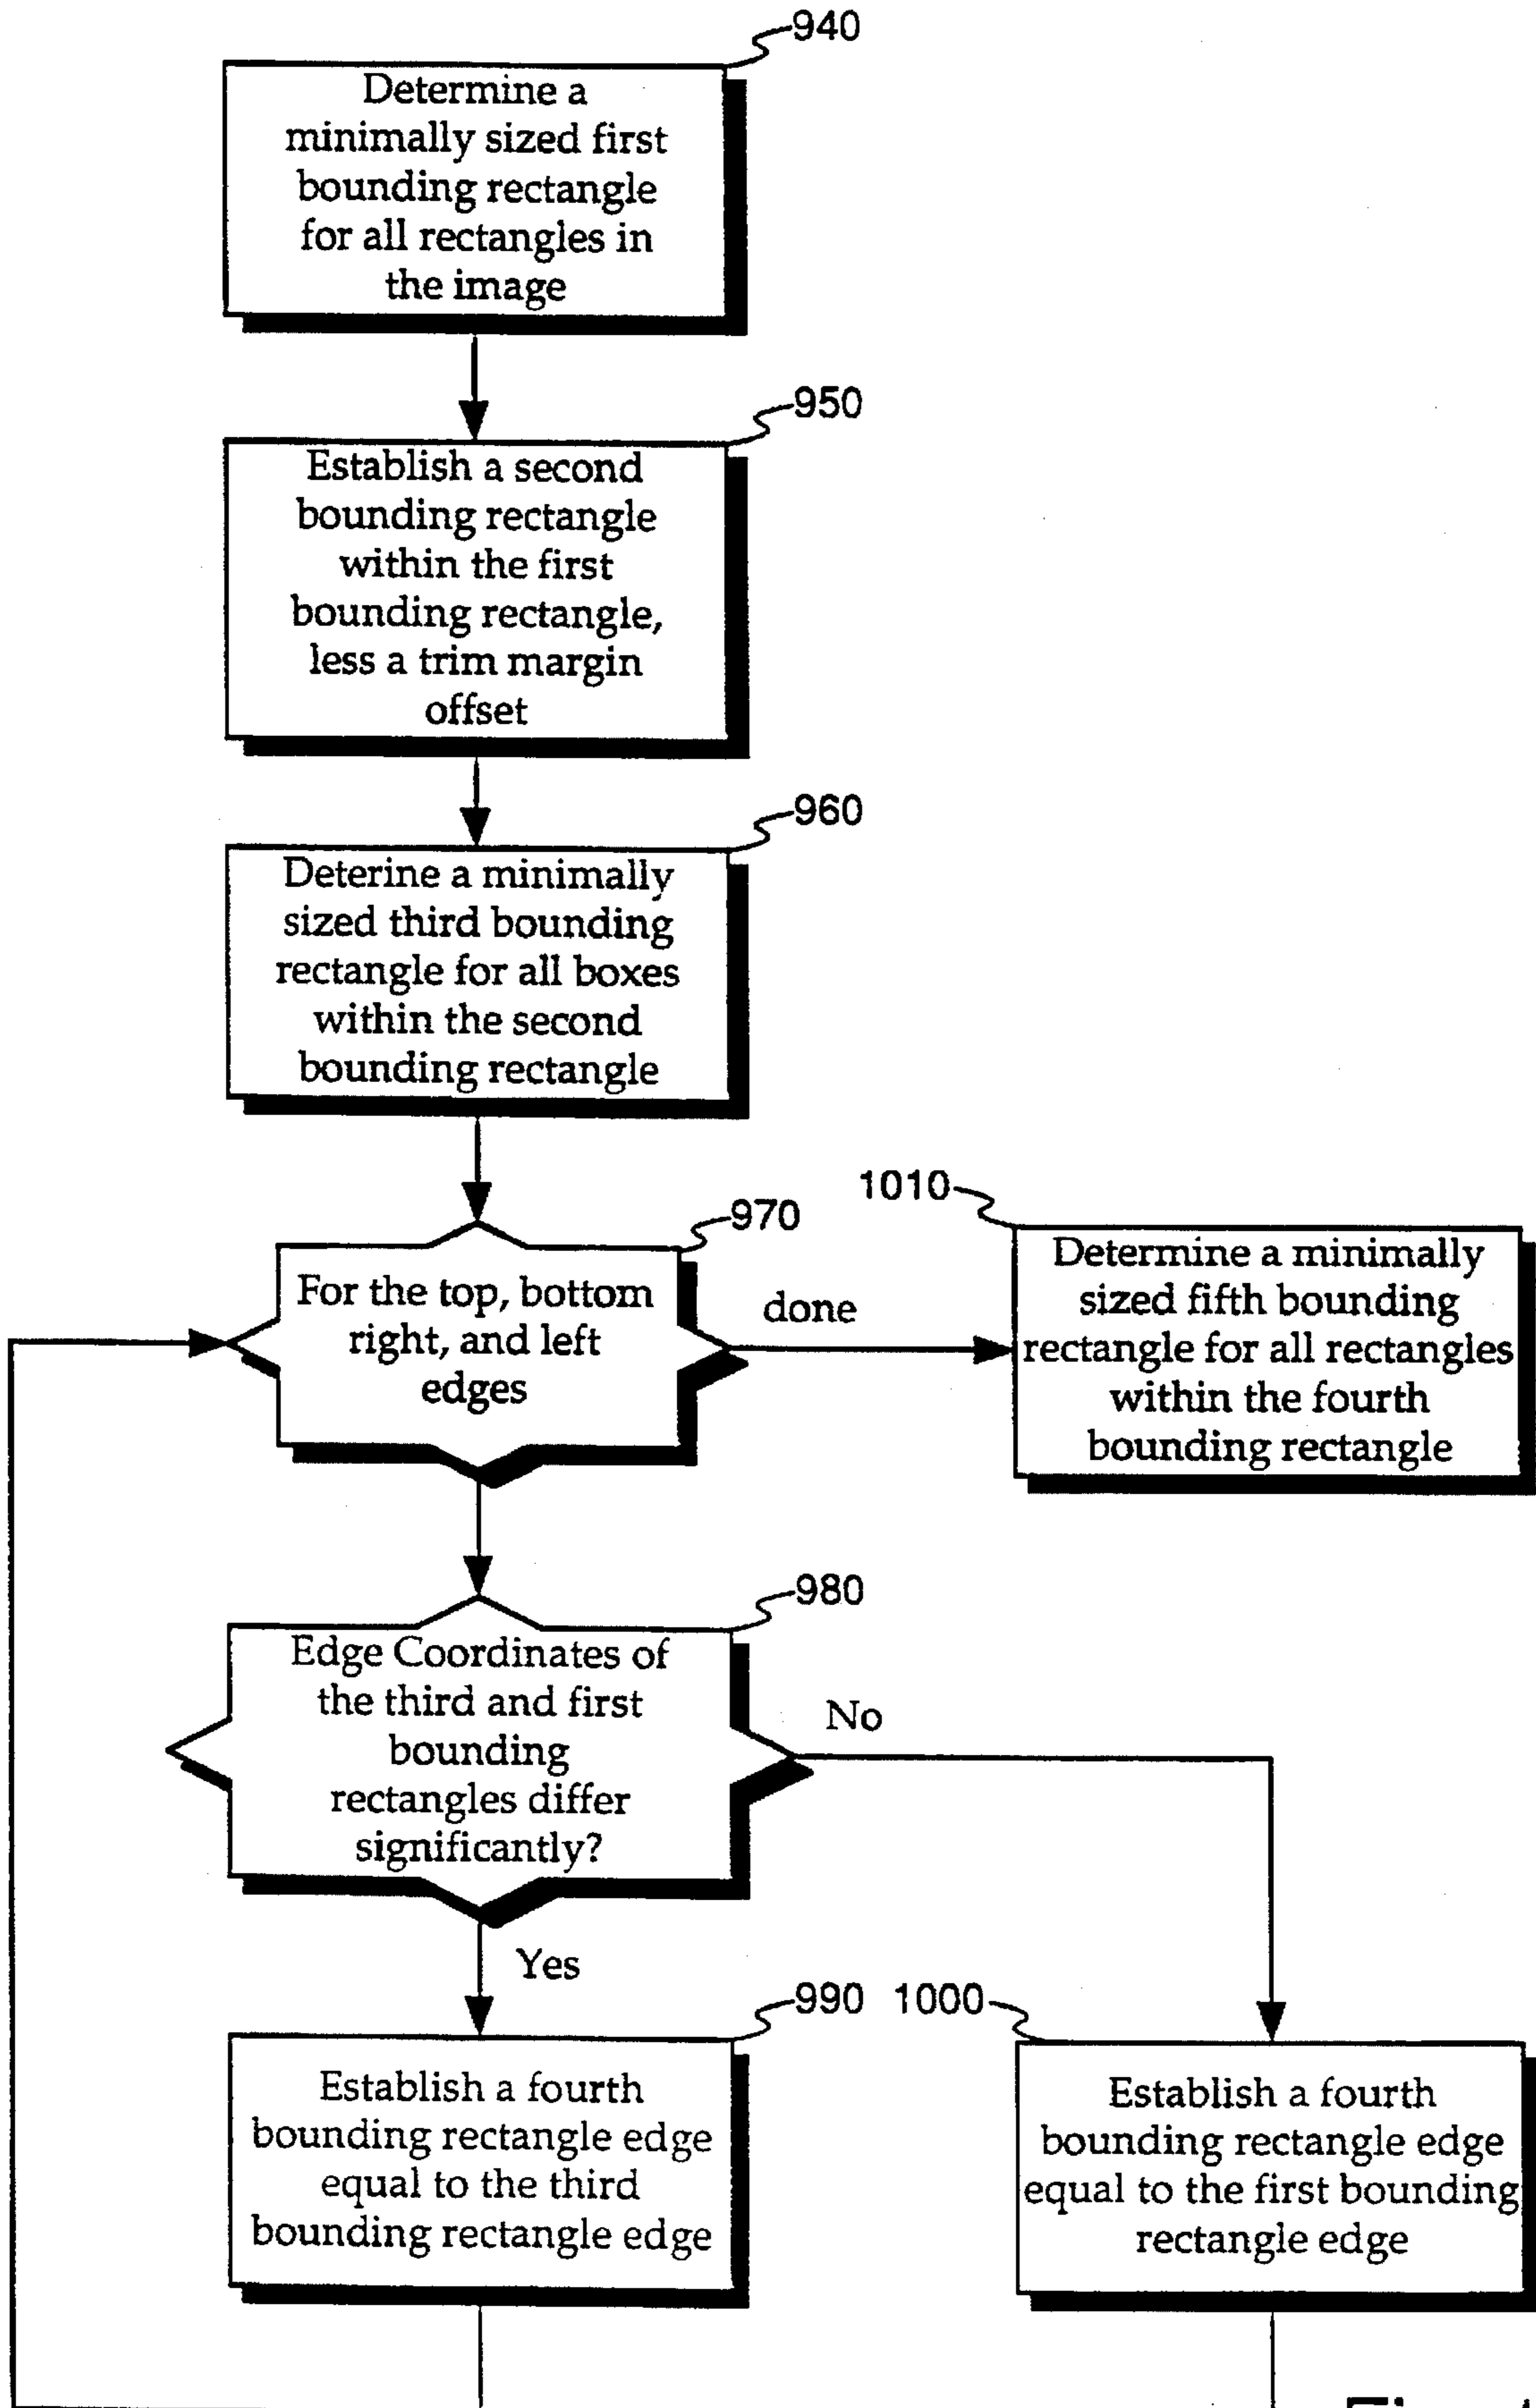 940
Determine a
minimally sized first
bounding rectangle
for all rectangles in
the image
950
Establish a second
bounding rectangle
within the first
bounding rectangle,
less a trim margin
offset
960
Deterine a minimally
sized third bounding
rectangle for all boxes
within the second
bounding rectangle
970
For the top, bottom
right, and left
edges
done
1010
Determine a minimally
sized fifth bounding
rectangle for all rectangles
within the fourth
bounding rectangle
980
Edge Coordinates of
the third and first
bounding
rectangles differ
significantly?
No
Yes
990
Establish a fourth
bounding rectangle edge
equal to the third
bounding rectangle edge
1000
Establish a fourth
bounding rectangle edge
equal to the first bounding
rectangle edge